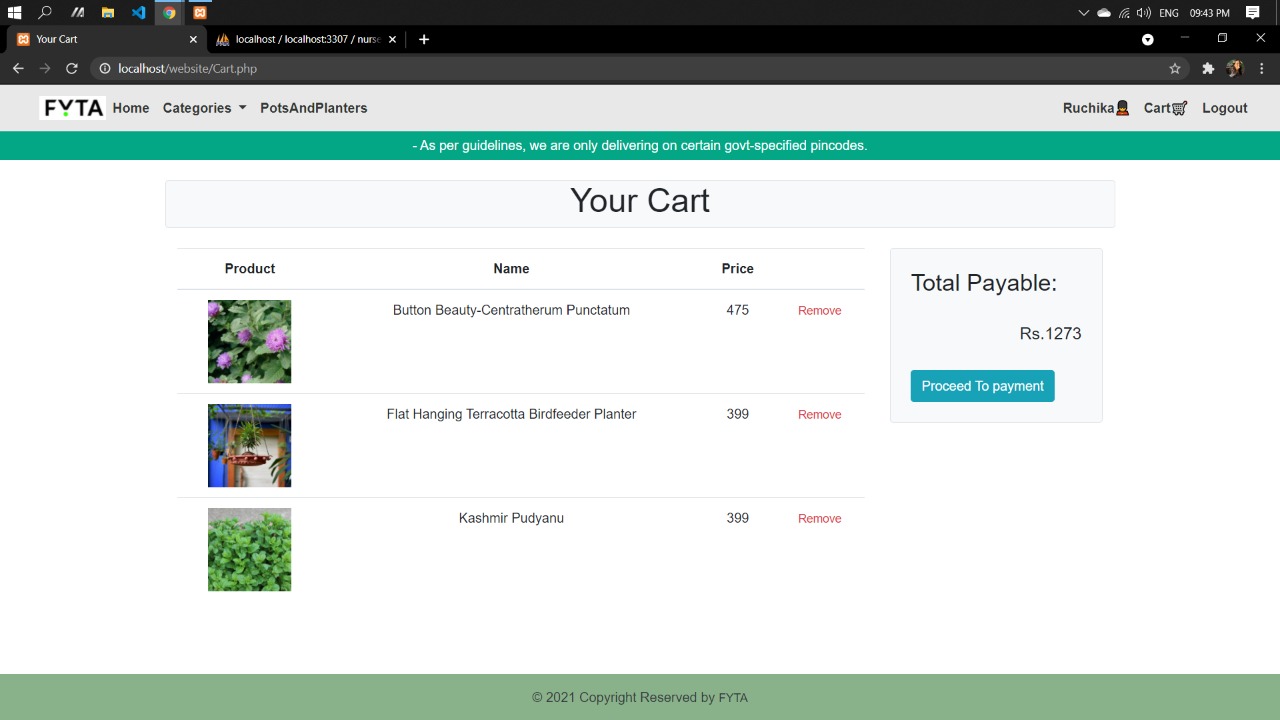 ENG
09:43 PM
Your Cart
localhost / localhost:3307 / nurse
localhost/website/Cart.php
FYTA
Home
Categories
PotsAndPlanters
Ruchika
Cart
Logout
- As per guidelines, we are only delivering on certain govt-specified pincodes.
Your Cart
Product Name Price
Button Beauty-Centratherum Punctatum 475 Remove
Flat Hanging Terracotta Birdfeeder Planter 399 Remove
Kashmir Pudyanu 399 Remove
Total Payable:
Rs.1273
Proceed To payment
© 2021 Copyright Reserved by FYTA